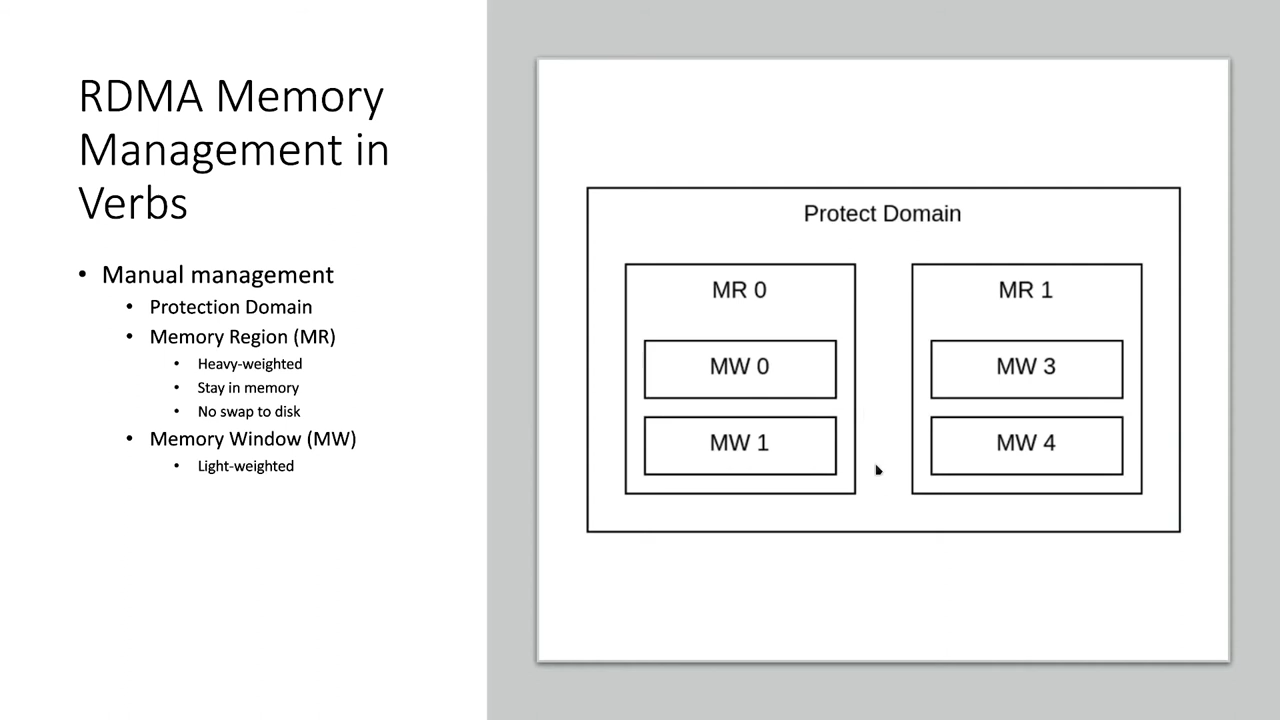 RDMA Memory
Management in
Verbs
• Manual management
• Protection Domain
• Memory Region (MR)
• Heavy-weighted
• Stay in memory
• No swap to disk
• Memory Window (MW)
• Light-weighted
Protect Domain
MR 0
MW 0
MW 1
MR 1
MW 3
MW 4